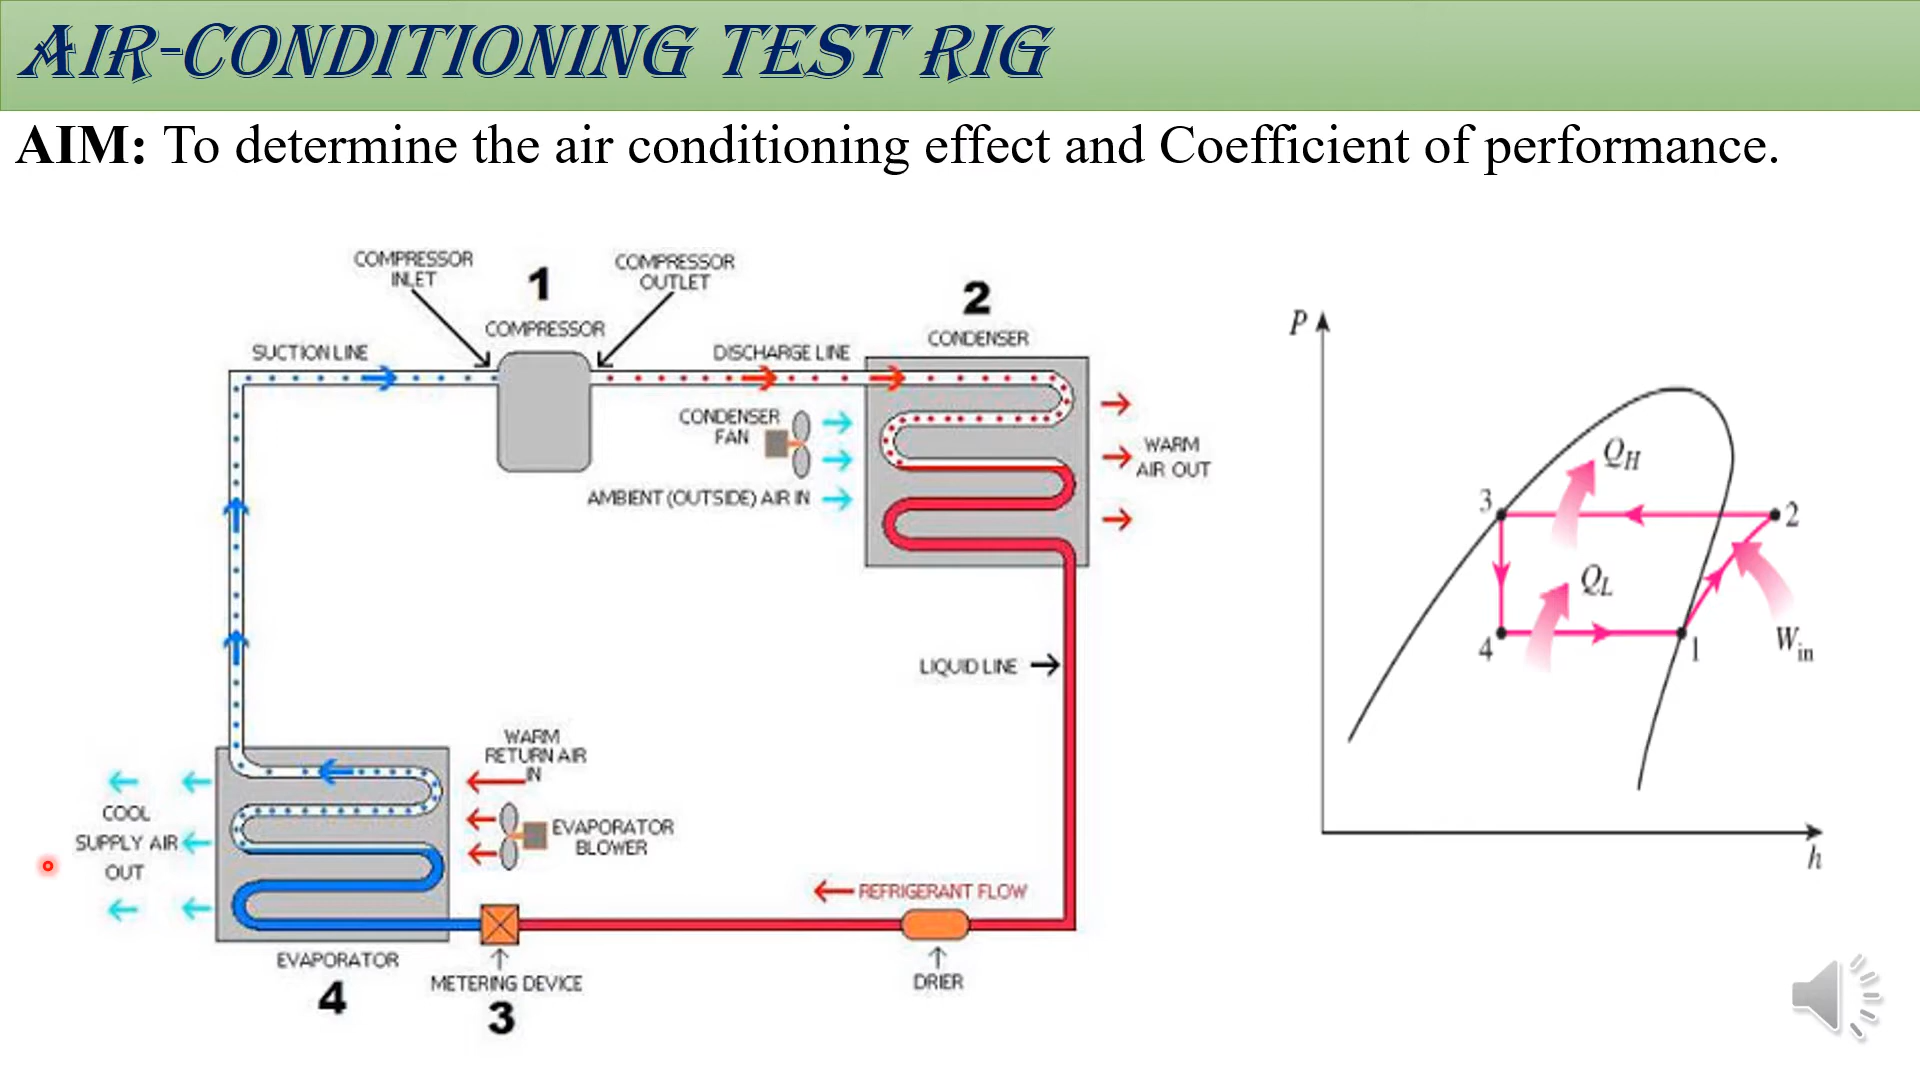 AIR-CONDITIONING TEST RIG
AIM: To determine the air conditioning effect and Coefficient of performance.
COMPRESSOR
INLET
1
COMPRESSOR
OUTLET
COMPRESSOR
2
CONDENSER
SUCTION LINE
DISCHARGE LINE
CONDENSER
FAN
AMBIENT (OUTSIDE) AIR IN
WARM
AIR OUT
LIQUID LINE
WARM
RETURN AIR
IN
EVAPORATOR
BLOWER
COOL
SUPPLY AIR
OUT
REFRIGERANT FLOW
EVAPORATOR
4
METERING DEVICE
3
DRIER
P
QH
3
2
QL
4
1
Win
h